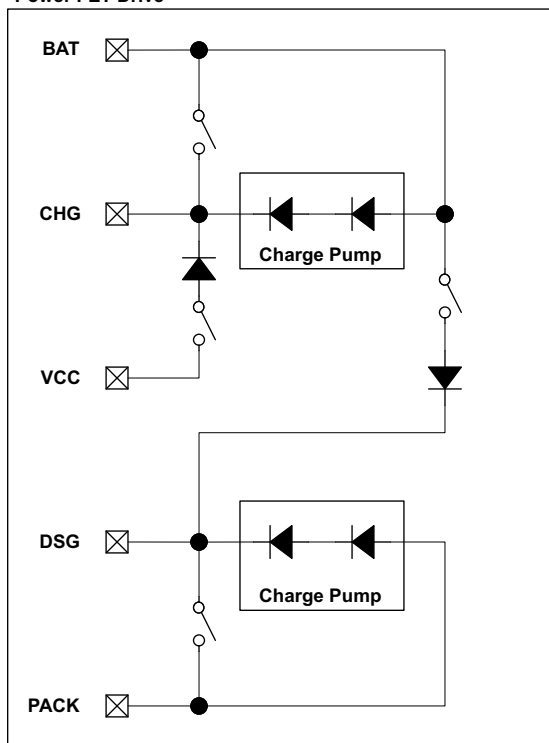 Power FET Drive
BAT
CHG
Charge Pump
VCC
DSG
Charge Pump
PACK